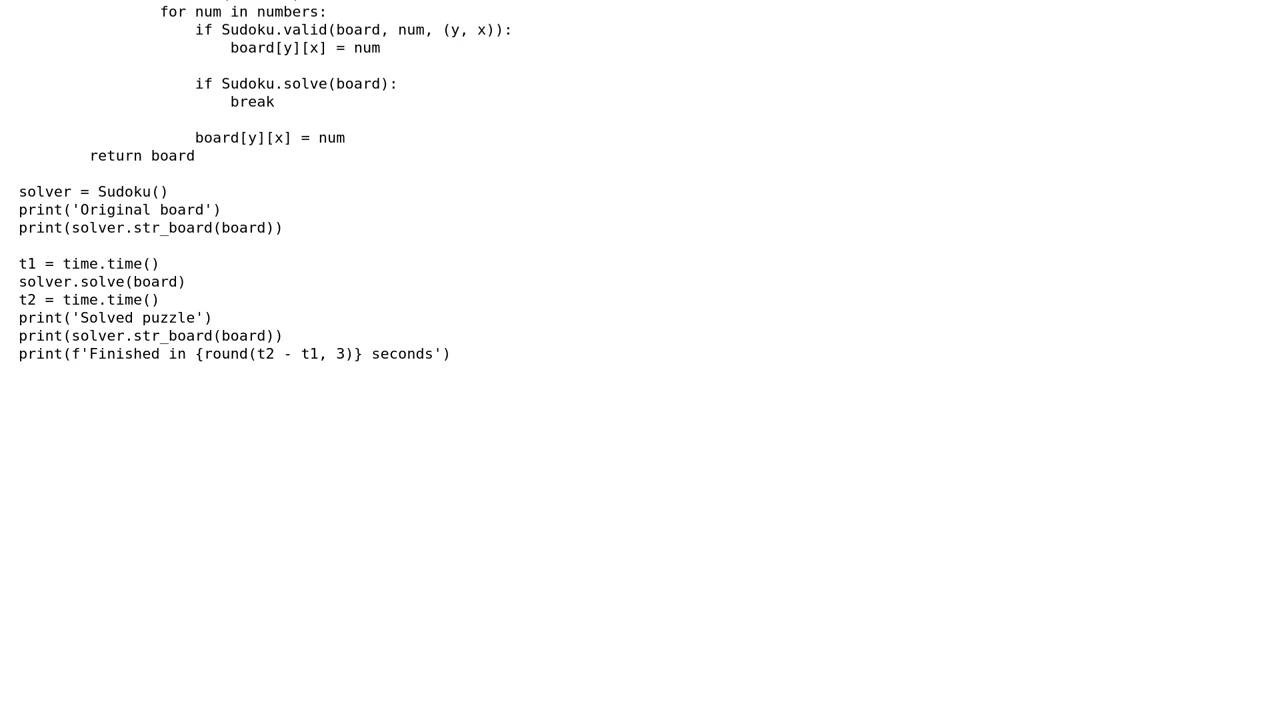 for num in numbers:
if Sudoku.valid(board, num, (y, x)):
board[y][x] = num
if Sudoku.solve(board):
break
board[y][x] = num
return board
solver = Sudoku()
print('Original board')
print(solver.str_board(board))
t1 = time.time()
solver.solve(board)
t2 = time.time()
print('Solved puzzle')
print(solver.str_board(board))
print(f'Finished in {round(t2 - t1, 3)} seconds')